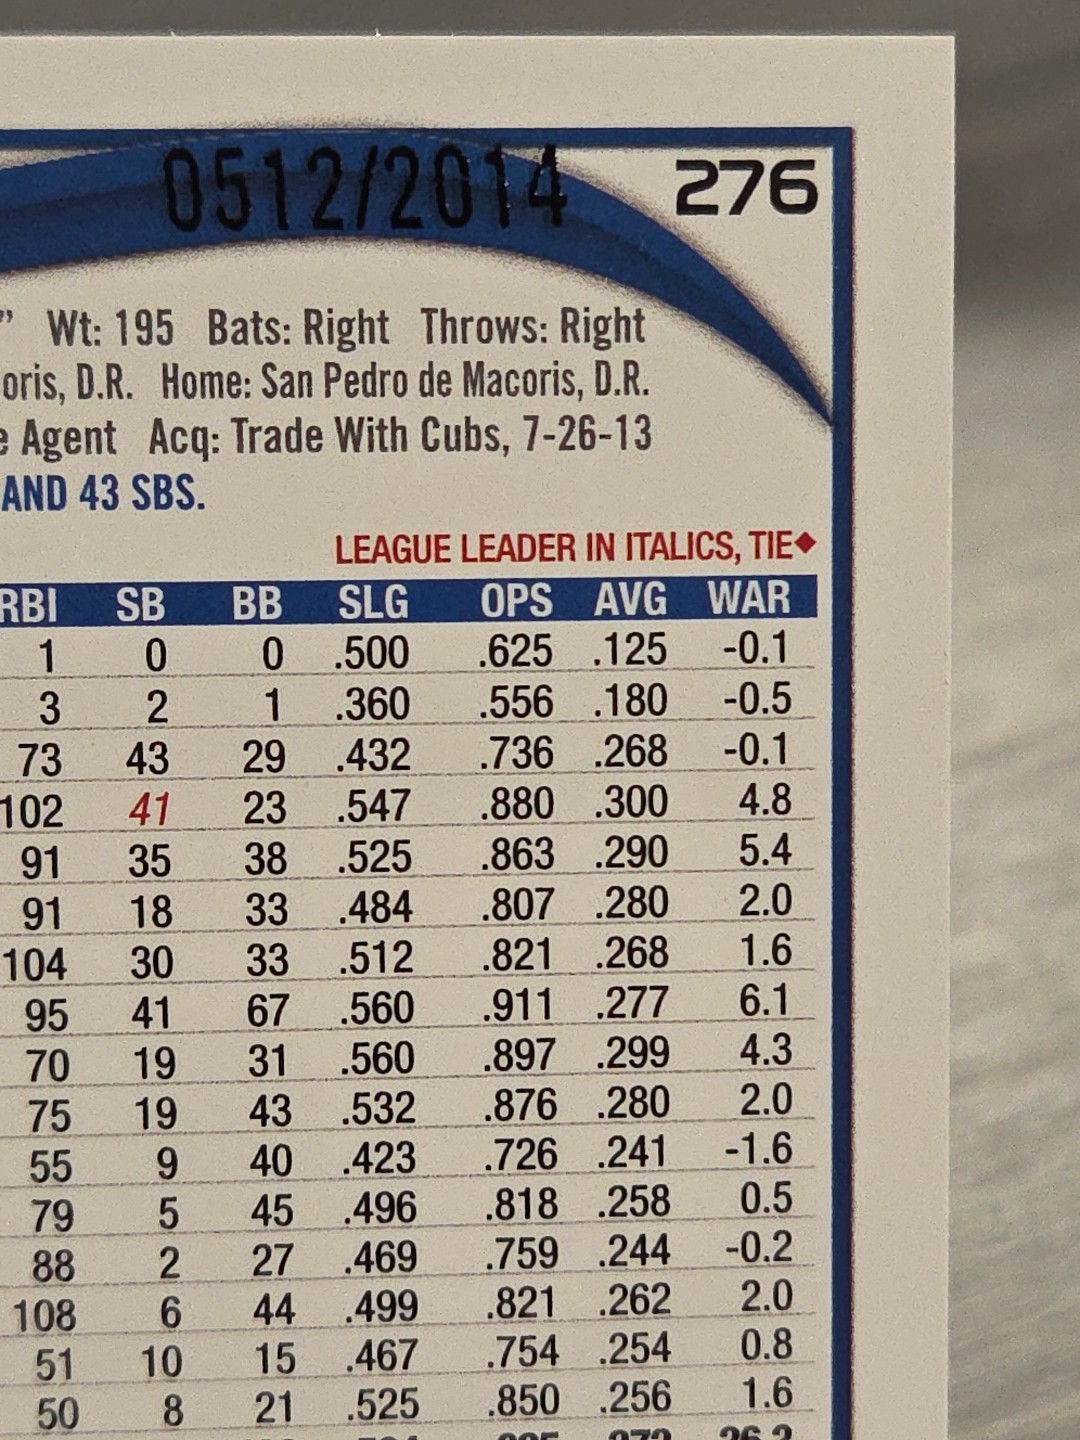 0512/2014 276
” Wt: 195 Bats: Right Throws: Right
oris, D.R. Home: San Pedro de Macoris, D.R.
e Agent Acq: Trade With Cubs, 7-26-13
AND 43 SBS.
LEAGUE LEADER IN ITALICS, TIE◆
RBI SB BB SLG OPS AVG WAR
1 0 0 .500 .625 .125 -0.1
3 2 1 .360 .556 .180 -0.5
73 43 29 .432 .736 .268 -0.1
102 41 23 .547 .880 .300 4.8
91 35 38 .525 .863 .290 5.4
91 18 33 .484 .807 .280 2.0
104 30 33 .512 .821 .268 1.6
95 41 67 .560 .911 .277 6.1
70 19 31 .560 .897 .299 4.3
75 19 43 .532 .876 .280 2.0
55 9 40 .423 .726 .241 -1.6
79 5 45 .496 .818 .258 0.5
88 2 27 .469 .759 .244 -0.2
108 6 44 .499 .821 .262 2.0
51 10 15 .467 .754 .254 0.8
50 8 21 .525 .850 .256 1.6